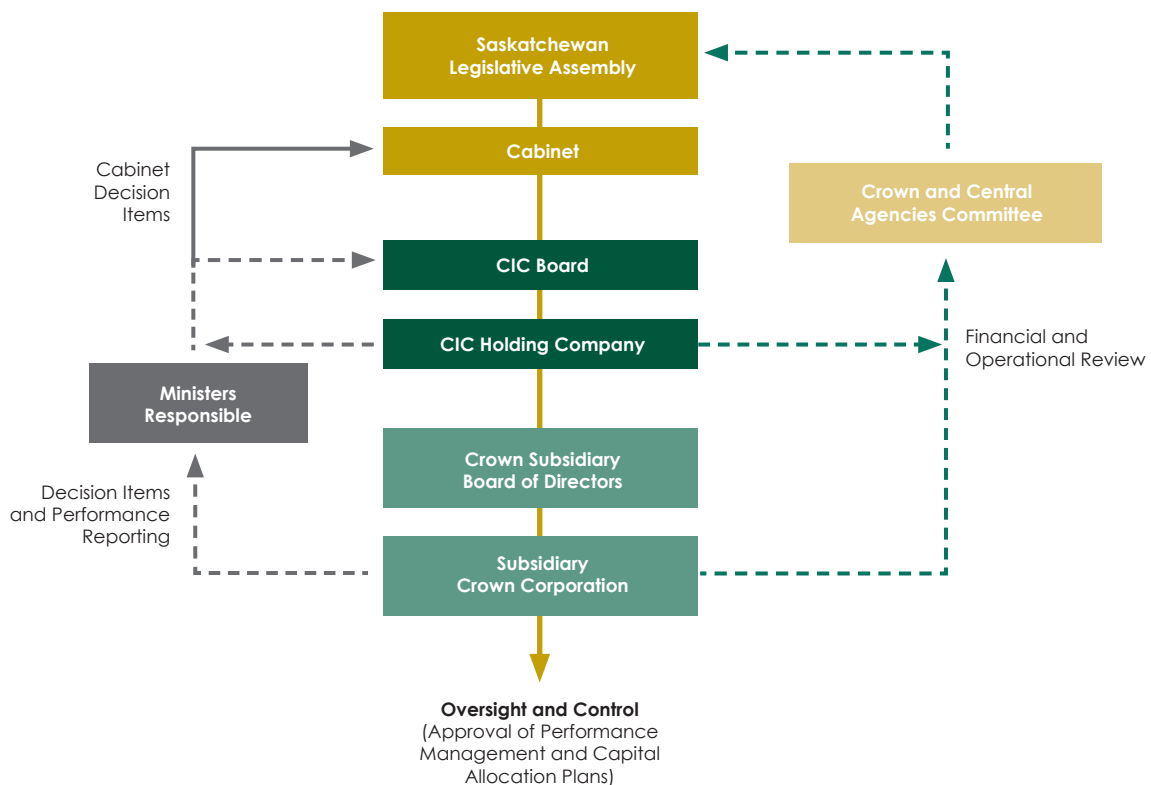 Saskatchewan
Legislative Assembly
Cabinet
Cabinet
Decision
Items
Crown and Central
Agencies Committee
CIC Board
CIC Holding Company
Financial and
Operational Review
Ministers
Responsible
Crown Subsidiary
Board of Directors
Decision Items
and Performance
Reporting
Subsidiary
Crown Corporation
Oversight and Control
(Approval of Performance
Management and Capital
Allocation Plans)